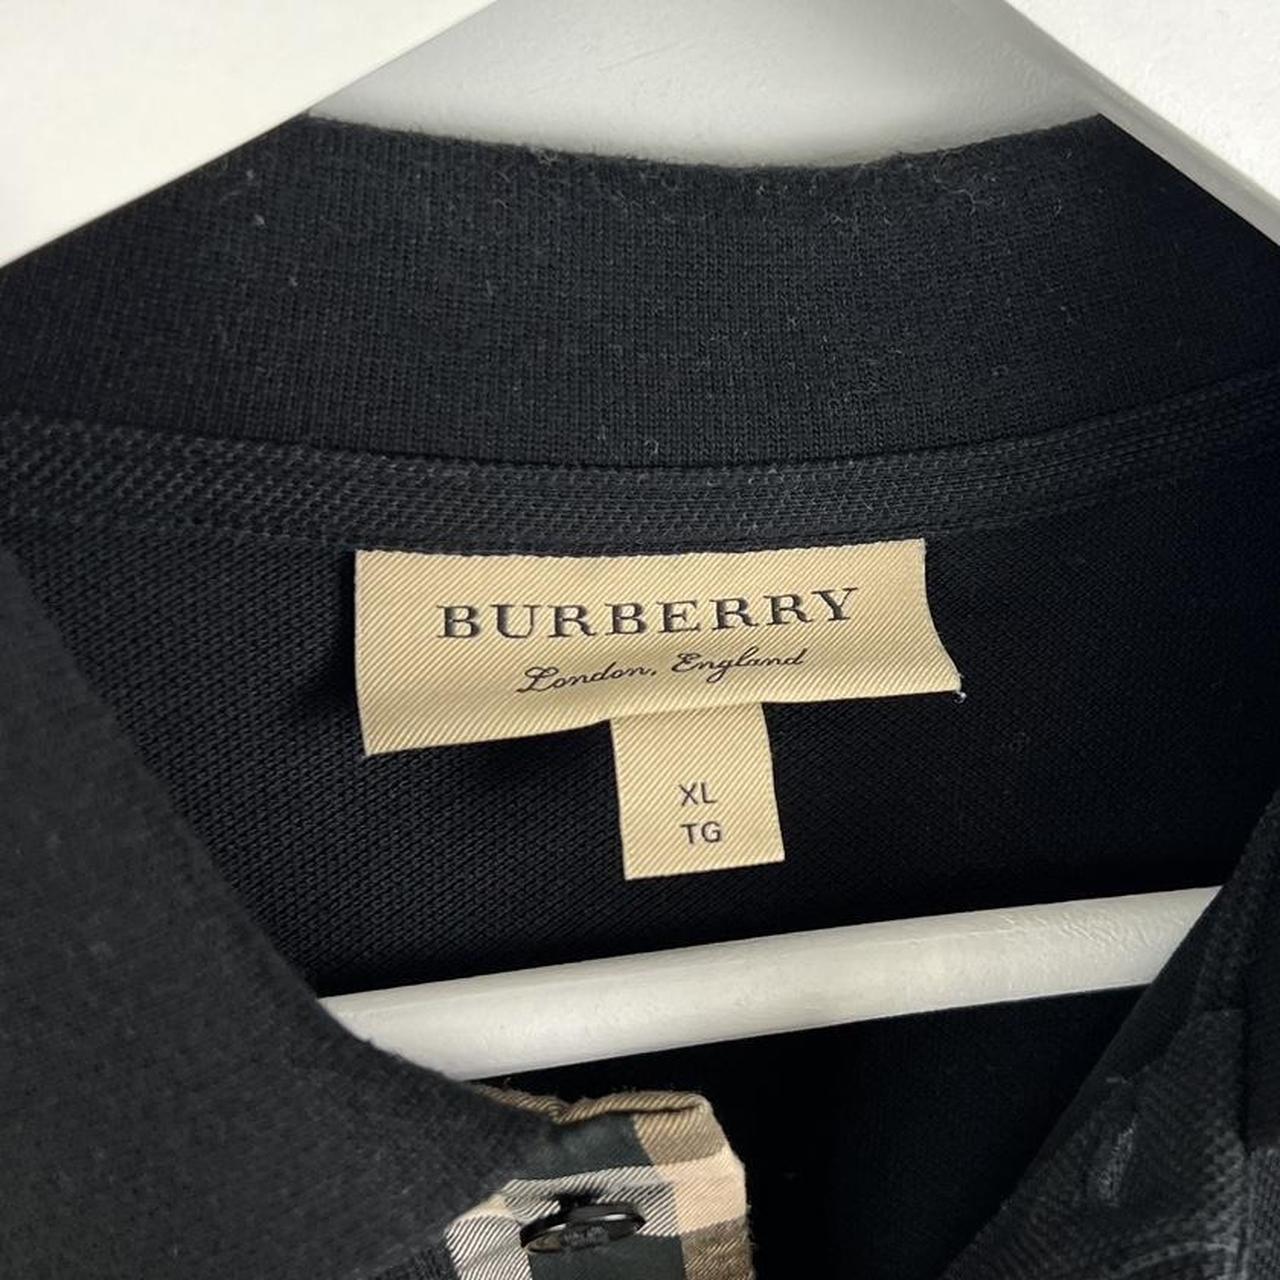 BURBERRY
London, England
XL
TG